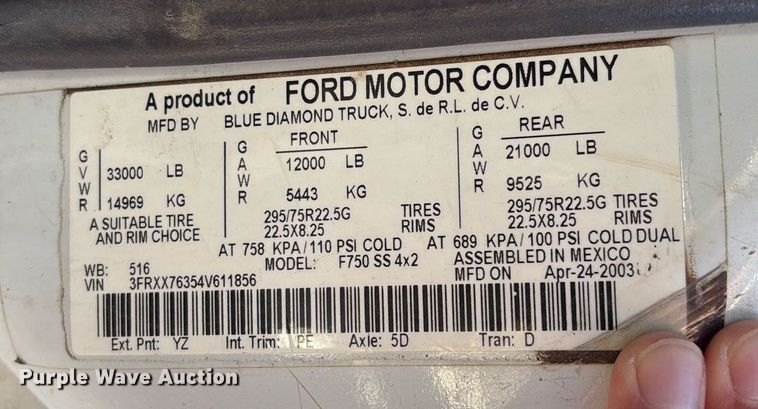 A product of FORD MOTOR COMPANY
MFD BY BLUE DIAMOND TRUCK, S. de R.L. de C.V.
GVWR 33000 LB
14969 KG
GAWR FRONT 12000 LB
5443 KG
GAWR REAR 21000 LB
9525 KG
A SUITABLE TIRE AND RIM CHOICE
295/75R22.5G TIRES
22.5X8.25 RIMS
295/75R22.5G TIRES
22.5X8.25 RIMS
AT 758 KPA/110 PSI COLD AT 689 KPA/100 PSI COLD DUAL
WB: 516 MODEL: F750 SS 4x2 ASSEMBLED IN MEXICO
VIN 3FRXX76354V611856 MFD ON Apr-24-2003
Ext. Pnt: YZ Int. Trim: PE Axle: 5D Tran: D
Purple Wave Auction